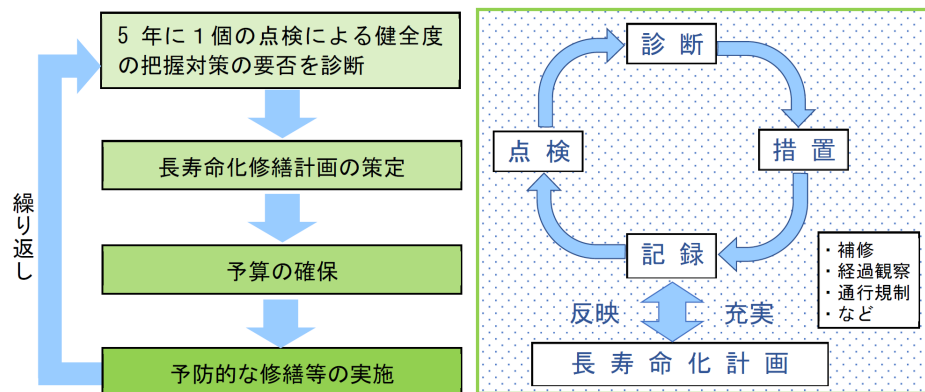 5 年に１個の点検による健全度
の把握対策の要否を診断
長寿命化修繕計画の策定
予算の確保
予防的な修繕等の実施
繰り返し
診 断
点 検
措 置
記 録
・補修
・経過観察
・通行規制
・など
反映
充実
長 寿 命 化 計 画